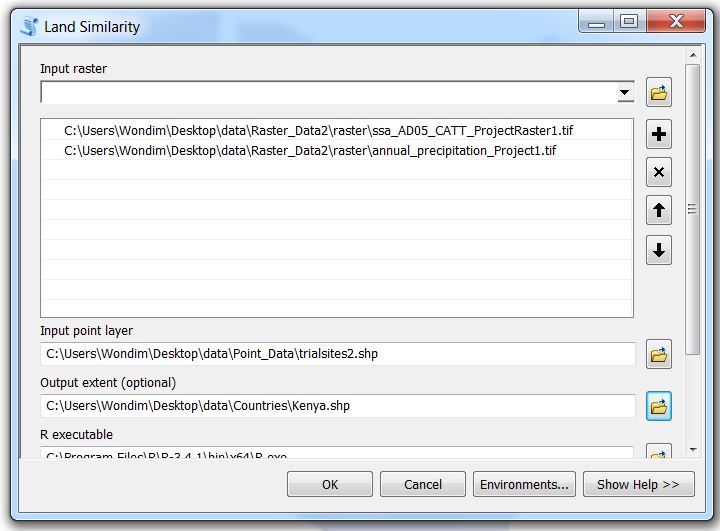 Land Similarity
Input raster
C:\Users\Wondim\Desktop\data\Raster_Data2\raster\ssa_AD05_CATT_ProjectRaster1.tif
C:\Users\Wondim\Desktop\data\Raster_Data2\raster\annual_precipitation_Project1.tif
Input point layer
C:\Users\Wondim\Desktop\data\Point_Data\trialsites2.shp
Output extent (optional)
C:\Users\Wondim\Desktop\data\Countries\Kenya.shp
R executable
C:\Program Files\R\R-3.4.1\bin\x64\R.exe
OK Cancel Environments... Show Help >>